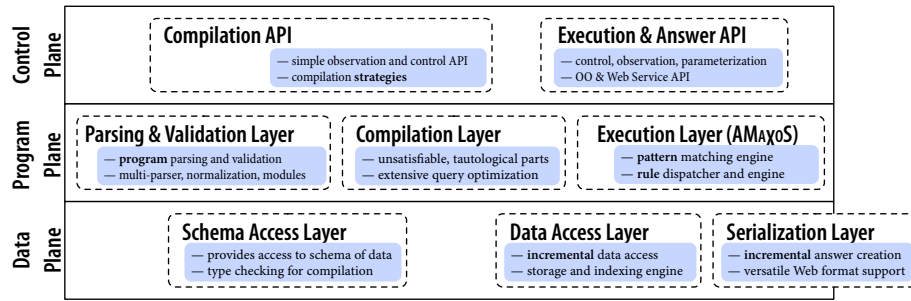 Control Plane
Compilation API
— simple observation and control API
— compilation strategies
Execution & Answer API
— control, observation, parameterization
— OO & Web Service API
Program Plane
Parsing & Validation Layer
— program parsing and validation
— multi-parser, normalization, modules
Compilation Layer
— unsatisfiable, tautological parts
— extensive query optimization
Execution Layer (AMaχoS)
— pattern matching engine
— rule dispatcher and engine
Data Plane
Schema Access Layer
— provides access to schema of data
— type checking for compilation
Data Access Layer
— incremental data access
— storage and indexing engine
Serialization Layer
— incremental answer creation
— versatile Web format support